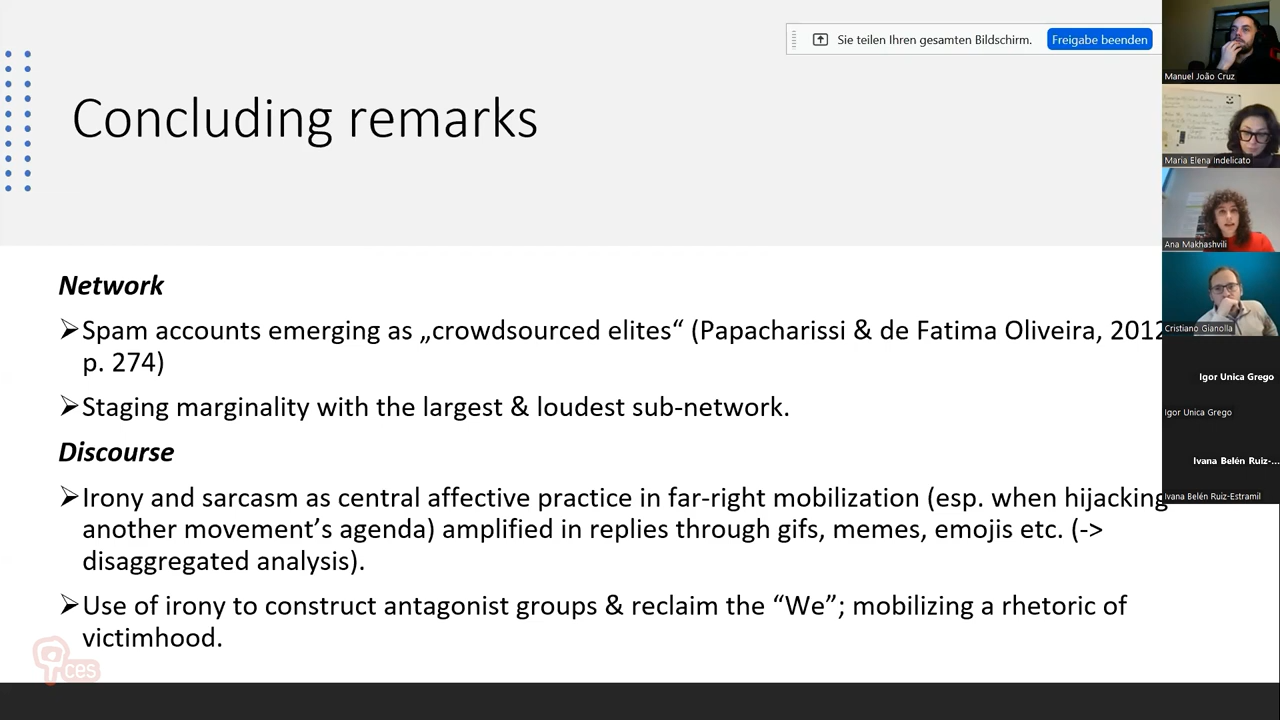 Sie teilen Ihren gesamten Bildschirm. Freigabe beenden
Concluding remarks
Network
➢Spam accounts emerging as „crowdsourced elites“ (Papacharissi & de Fatima Oliveira, 2012
p. 274)
➢Staging marginality with the largest & loudest sub-network.
Discourse
➢Irony and sarcasm as central affective practice in far-right mobilization (esp. when hijacking
another movement’s agenda) amplified in replies through gifs, memes, emojis etc. (->
disaggregated analysis).
➢Use of irony to construct antagonist groups & reclaim the “We”; mobilizing a rhetoric of
victimhood.
ces
Manuel João Cruz
Maria Elena Indelicato
Ana Makhashvili
Cristiano Gianolla
Igor Unica Grego
Igor Unica Grego
Ivana Belén Ruiz-...
Ivana Belén Ruiz-Estramil